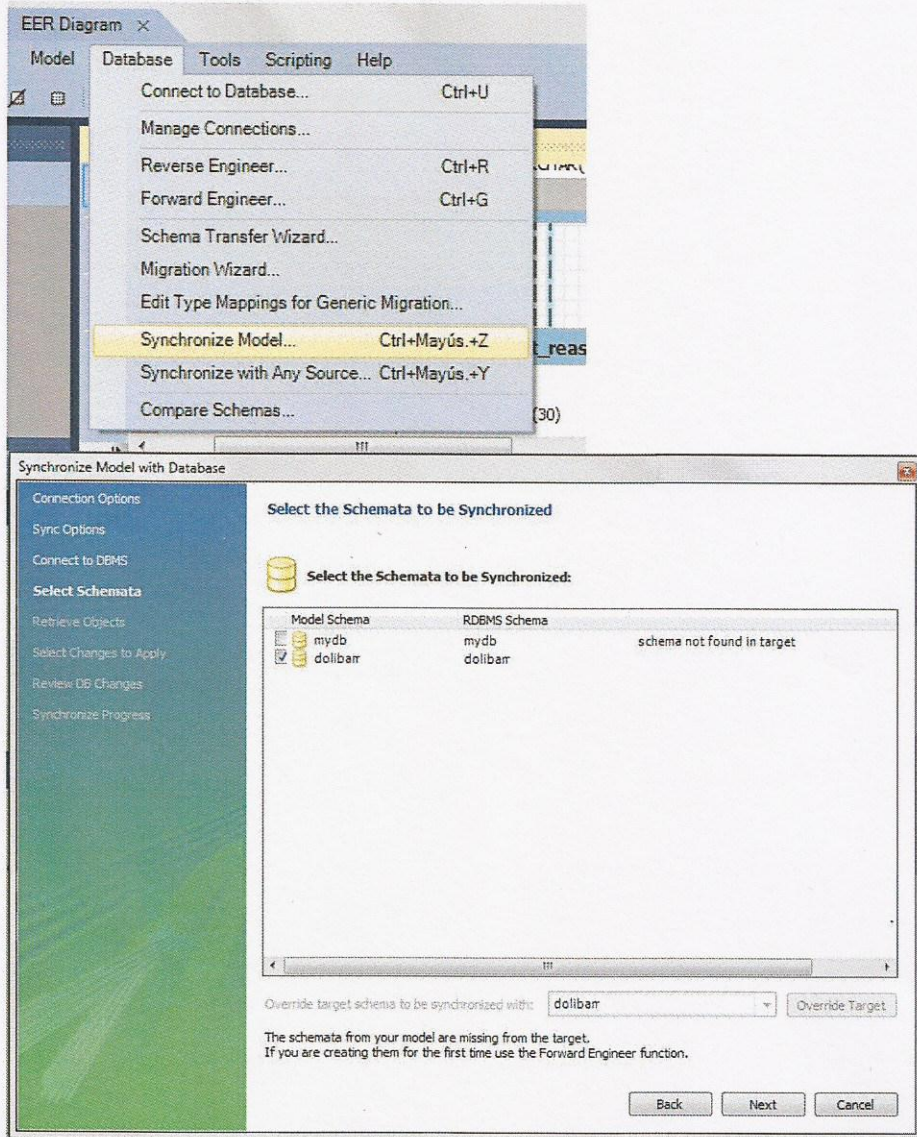 EER Diagram ×
Model Database Tools Scripting Help
Connect to Database... Ctrl+U
Manage Connections...
Reverse Engineer... Ctrl+R
Forward Engineer... Ctrl+G
Schema Transfer Wizard...
Migration Wizard...
Edit Type Mappings for Generic Migration...
Synchronize Model... Ctrl+Mayús.+Z
t_reas
Synchronize with Any Source... Ctrl+Mayús.+Y
Compare Schemas...
(30)
Synchronize Model with Database
Connection Options
Sync Options
Connect to DBMS
Select Schemata
Retrieve Objects
Select Changes to Apply
Review DB Changes
Synchronize Progress
Select the Schemata to be Synchronized
Select the Schemata to be Synchronized:
Model Schema RDBMS Schema
mydb mydb schema not found in target
dolibarr dolibarr
Override target schema to be synchronized with: dolibarr Override Target
The schemata from your model are missing from the target.
If you are creating them for the first time use the Forward Engineer function.
Back Next Cancel